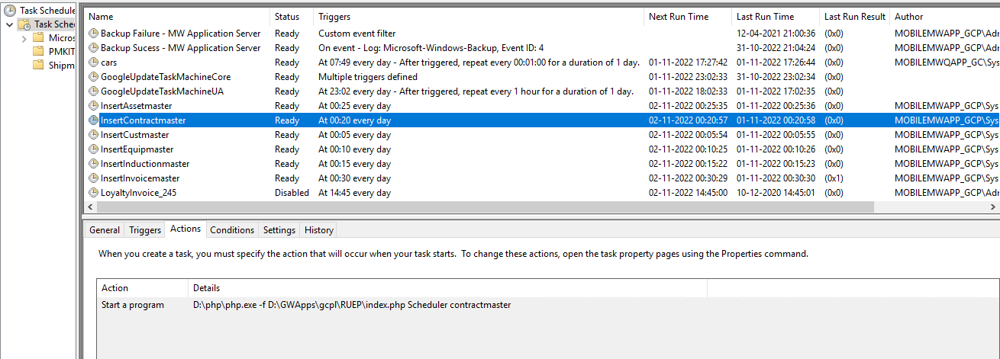 Task Schedule
Task Sched
Micros
PMKIT
Shipm
Name Status Triggers Next Run Time Last Run Time Last Run Result Author
Backup Failure - MW Application Server Ready Custom event filter 12-04-2021 21:00:36 (0x0) MOBILEMWAPP_GCP\Adr
Backup Sucess - MW Application Server Ready On event - Log: Microsoft-Windows-Backup, Event ID: 4 31-10-2022 21:04:24 (0x0) MOBILEMWAPP_GCP\Adr
cars Ready At 07:49 every day - After triggered, repeat every 00:01:00 for a duration of 1 day. 01-11-2022 17:27:42 01-11-2022 17:26:44 (0x0) MOBILEMWQAPP_GC\Sys
GoogleUpdateTaskMachineCore Ready Multiple triggers defined 01-11-2022 23:02:33 31-10-2022 23:02:34 (0x0)
GoogleUpdateTaskMachineUA Ready At 23:02 every day - After triggered, repeat every 1 hour for a duration of 1 day. 01-11-2022 18:02:33 01-11-2022 17:02:35 (0x0)
InsertAssetmaster Ready At 00:25 every day 02-11-2022 00:25:35 01-11-2022 00:25:36 (0x0) MOBILEMWAPP_GCP\Sys
InsertContractmaster Ready At 00:20 every day 02-11-2022 00:20:57 01-11-2022 00:20:58 (0x0) MOBILEMWAPP_GCP\Sys
InsertCustmaster Ready At 00:05 every day 02-11-2022 00:05:54 01-11-2022 00:05:55 (0x0) MOBILEMWAPP_GCP\Sys
InsertEquipmaster Ready At 00:10 every day 02-11-2022 00:10:25 01-11-2022 00:10:26 (0x0) MOBILEMWAPP_GCP\Sys
InsertInductionmaster Ready At 00:15 every day 02-11-2022 00:15:22 01-11-2022 00:15:23 (0x0) MOBILEMWAPP_GCP\Sys
InsertInvoicemaster Ready At 00:30 every day 02-11-2022 00:30:29 01-11-2022 00:30:30 (0x1) MOBILEMWAPP_GCP\Sys
LoyaltyInvoice_245 Disabled At 14:45 every day 02-11-2022 14:45:00 10-12-2020 14:45:01 (0x0) MOBILEMWAPP_GCP\Adr
General Triggers Actions Conditions Settings History
When you create a task, you must specify the action that will occur when your task starts. To change these actions, open the task property pages using the Properties command.
Action Details
Start a program D:\php\php.exe -f D:\GWApps\gcpl\RUEP\index.php Scheduler contractmaster